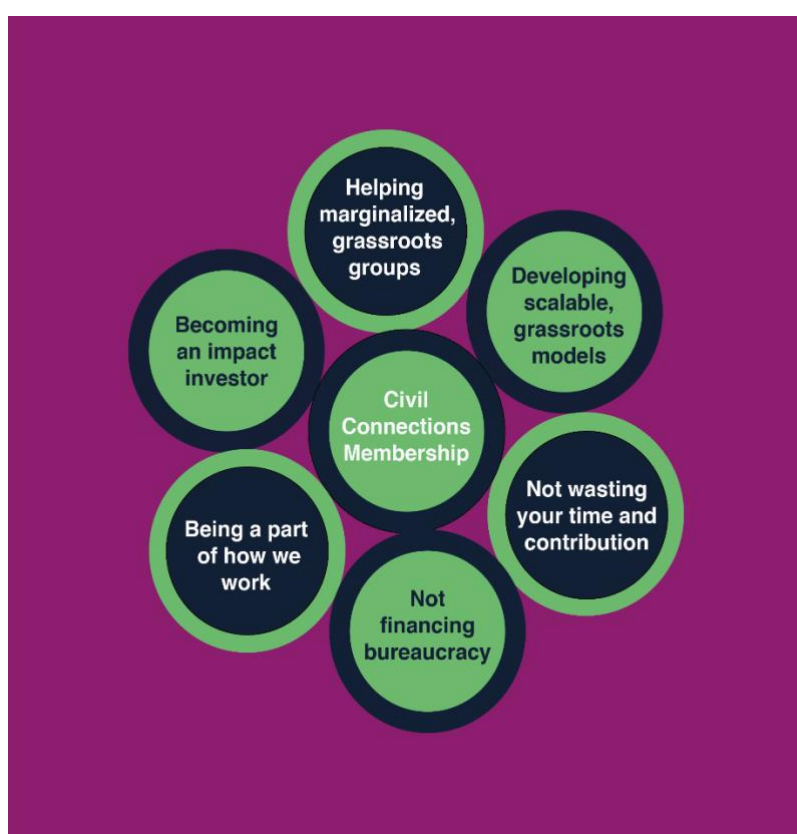 Helping
marginalized,
grassroots
groups
Developing
scalable,
grassroots
models
Becoming
an impact
investor
Civil
Connections
Membership
Not wasting
your time and
contribution
Being a part
of how we
work
Not
financing
bureaucracy